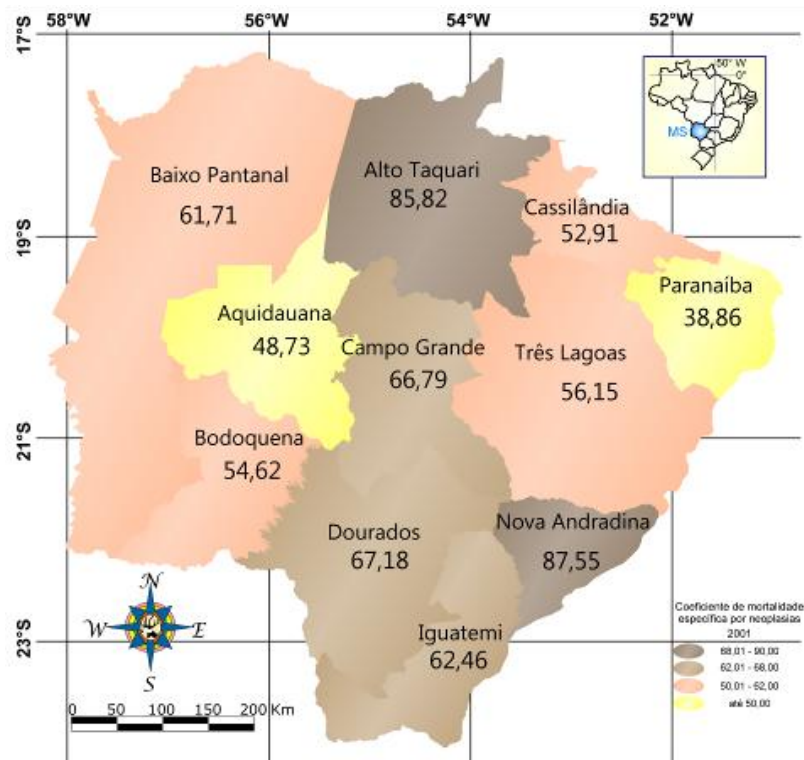 58°W
56°W
54°W
52°W
17°S
19°S
21°S
23°S
50° W
0°
MS
Baixo Pantanal
61,71
Alto Taquari
85,82
Cassilândia
52,91
Paranaíba
38,86
Aquidauana
48,73
Campo Grande
66,79
Três Lagoas
56,15
Bodoquena
54,62
Dourados
67,18
Nova Andradina
87,55
Iguatemi
62,46
N
W
E
S
0 50 100 150 200 Km
Coeficiente de mortalidade
específica por neoplasias
2001
68,01 - 90,00
62,01 - 68,00
50,01 - 62,00
até 50,00